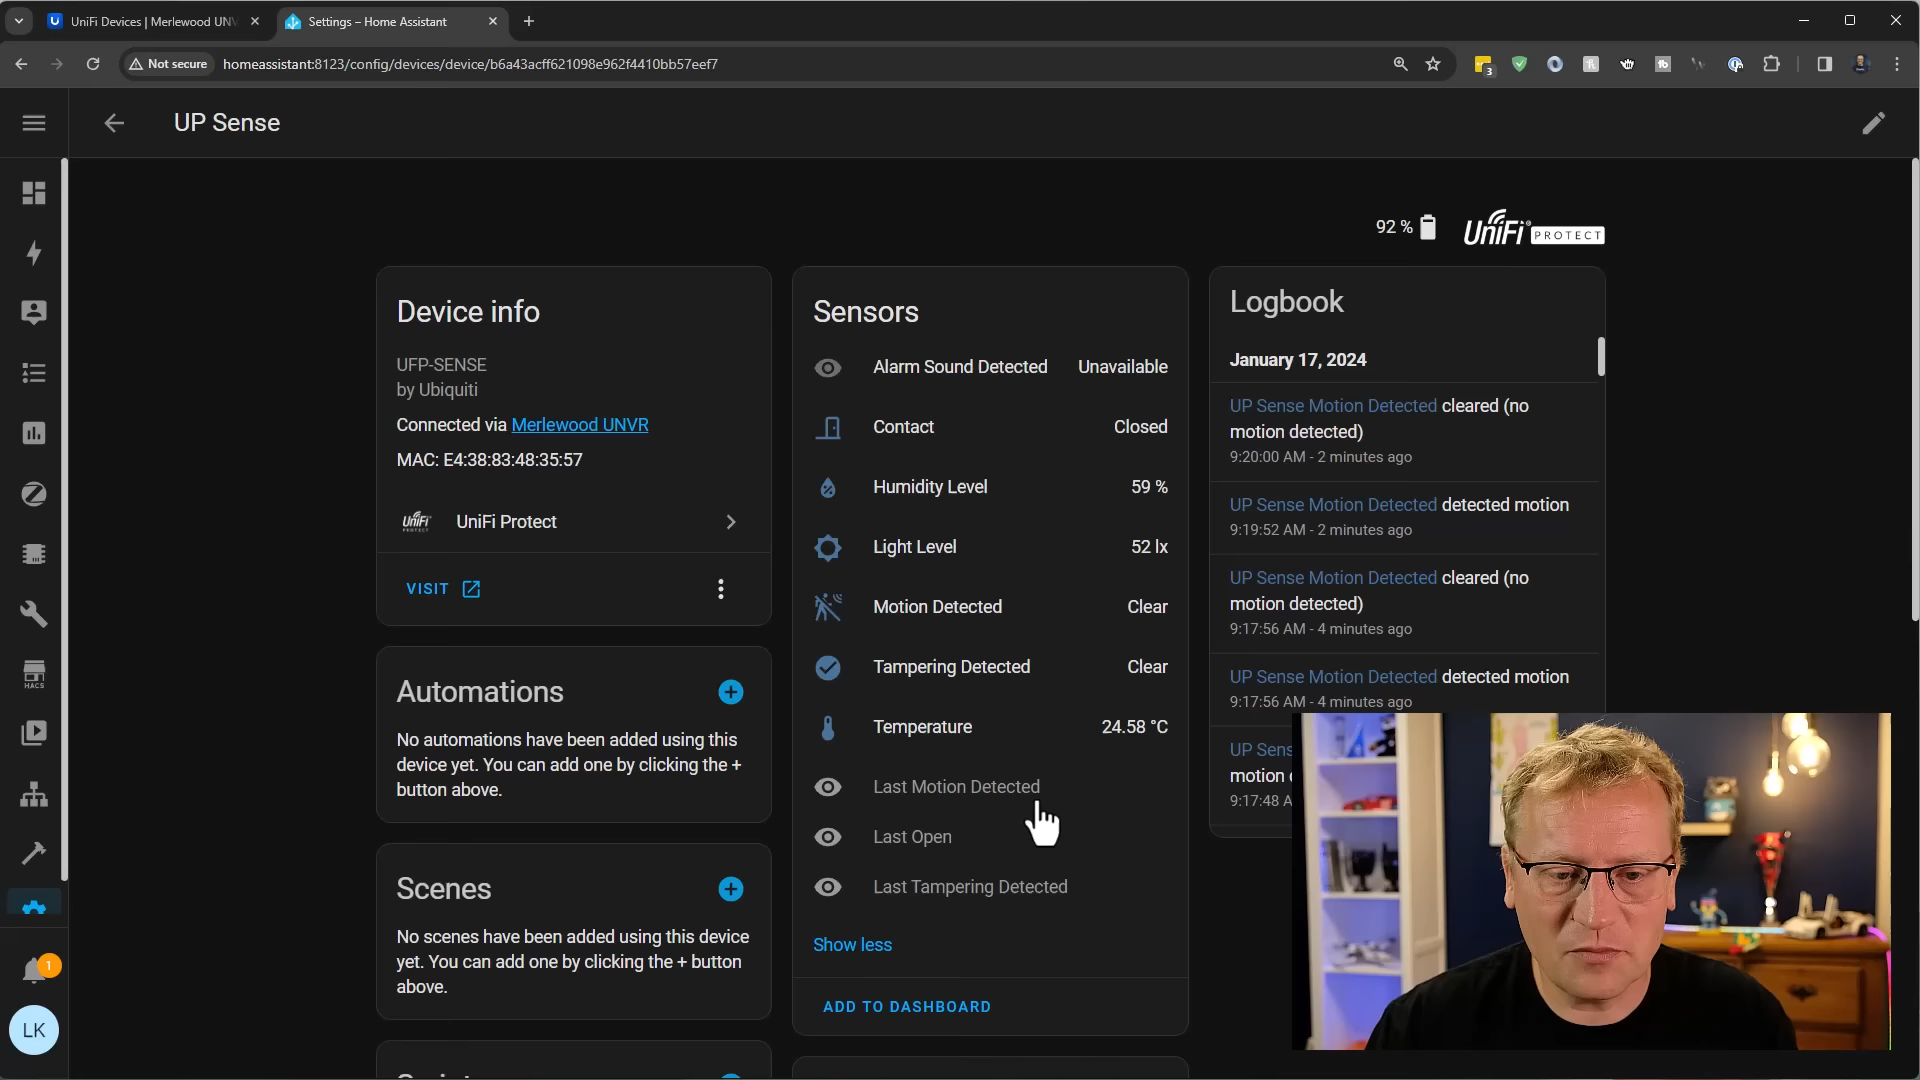 UniFi Devices | Merlewood UNV
Settings – Home Assistant
Not secure
homeassistant:8123/config/devices/device/b6a43acff621098e962f4410bb57eef7
3
UP Sense
92 %
UniFi PROTECT
Device info
UFP-SENSE
by Ubiquiti
Connected via Merlewood UNVR
MAC: E4:38:83:48:35:57
UniFi PROTECT
UniFi Protect
VISIT
Automations
No automations have been added using this
device yet. You can add one by clicking the +
button above.
Scenes
No scenes have been added using this device
yet. You can add one by clicking the + button
above.
Sensors
Alarm Sound Detected Unavailable
Contact Closed
Humidity Level 59 %
Light Level 52 lx
Motion Detected Clear
Tampering Detected Clear
Temperature 24.58 °C
Last Motion Detected
Last Open
Last Tampering Detected
Show less
ADD TO DASHBOARD
Logbook
January 17, 2024
UP Sense Motion Detected cleared (no
motion detected)
9:20:00 AM - 2 minutes ago
UP Sense Motion Detected detected motion
9:19:52 AM - 2 minutes ago
UP Sense Motion Detected cleared (no
motion detected)
9:17:56 AM - 4 minutes ago
UP Sense Motion Detected detected motion
9:17:56 AM - 4 minutes ago
UP Sens
motion
9:17:48 A
HACS
1
LK